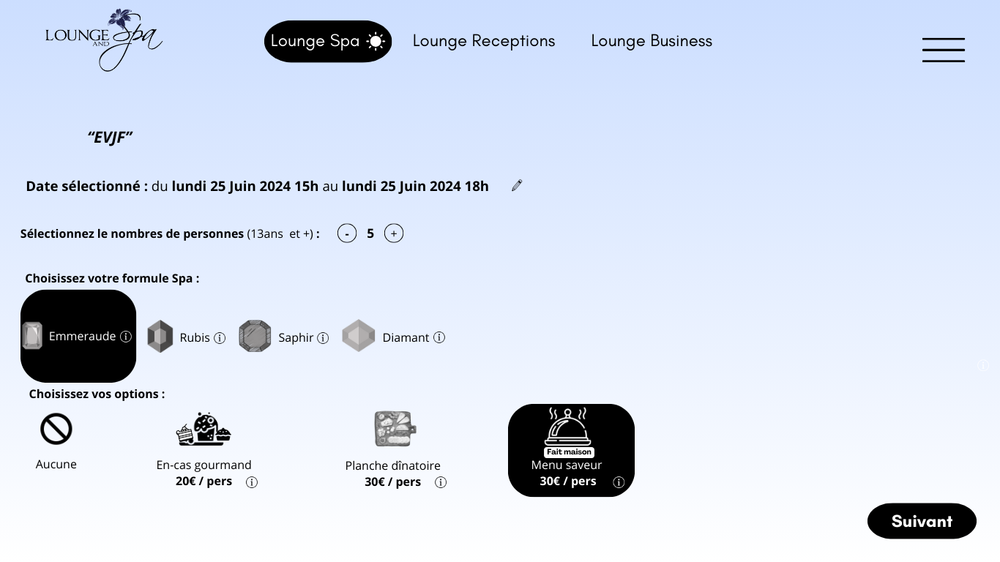 LOUNGE AND Spa
Lounge Spa Lounge Receptions Lounge Business
“EVJF”
Date sélectionné : du lundi 25 Juin 2024 15h au lundi 25 Juin 2024 18h
Sélectionnez le nombres de personnes (13ans et +) : - 5 +
Choisissez votre formule Spa :
Emmeraude i Rubis i Saphir i Diamant i
i
Choisissez vos options :
Fait maison
Aucune En-cas gourmand Planche dînatoire Menu saveur
20€ / pers i 30€ / pers i 30€ / pers i
Suivant